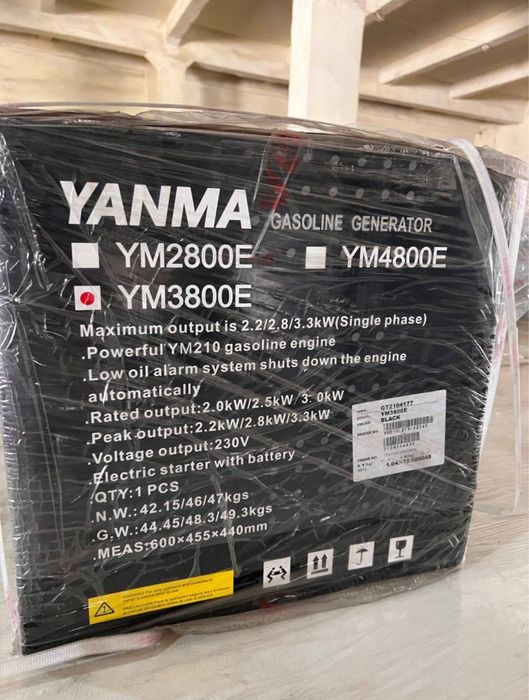 YANMA GASOLINE GENERATOR
YM2800E YM4800E
YM3800E
Maximum output is 2.2/2.8/3.3kW(Single phase)
.Powerful YM210 gasoline engine
.Low oil alarm system shuts down the engine
automatically
.Rated output:2.0kW/2.5kW/3.0kW
.Peak output:2.2kW/2.8kW/3.3kW
.Voltage output:230V
.Electric starter with battery
.QTY:1 PCS
.N.W.:42.15/46/47kgs
.G.W.:44.45/48.3/49.3kgs
.MEAS:600×455×440mm
GT2104177
YM3800E
BLACK
ENGINE NO: